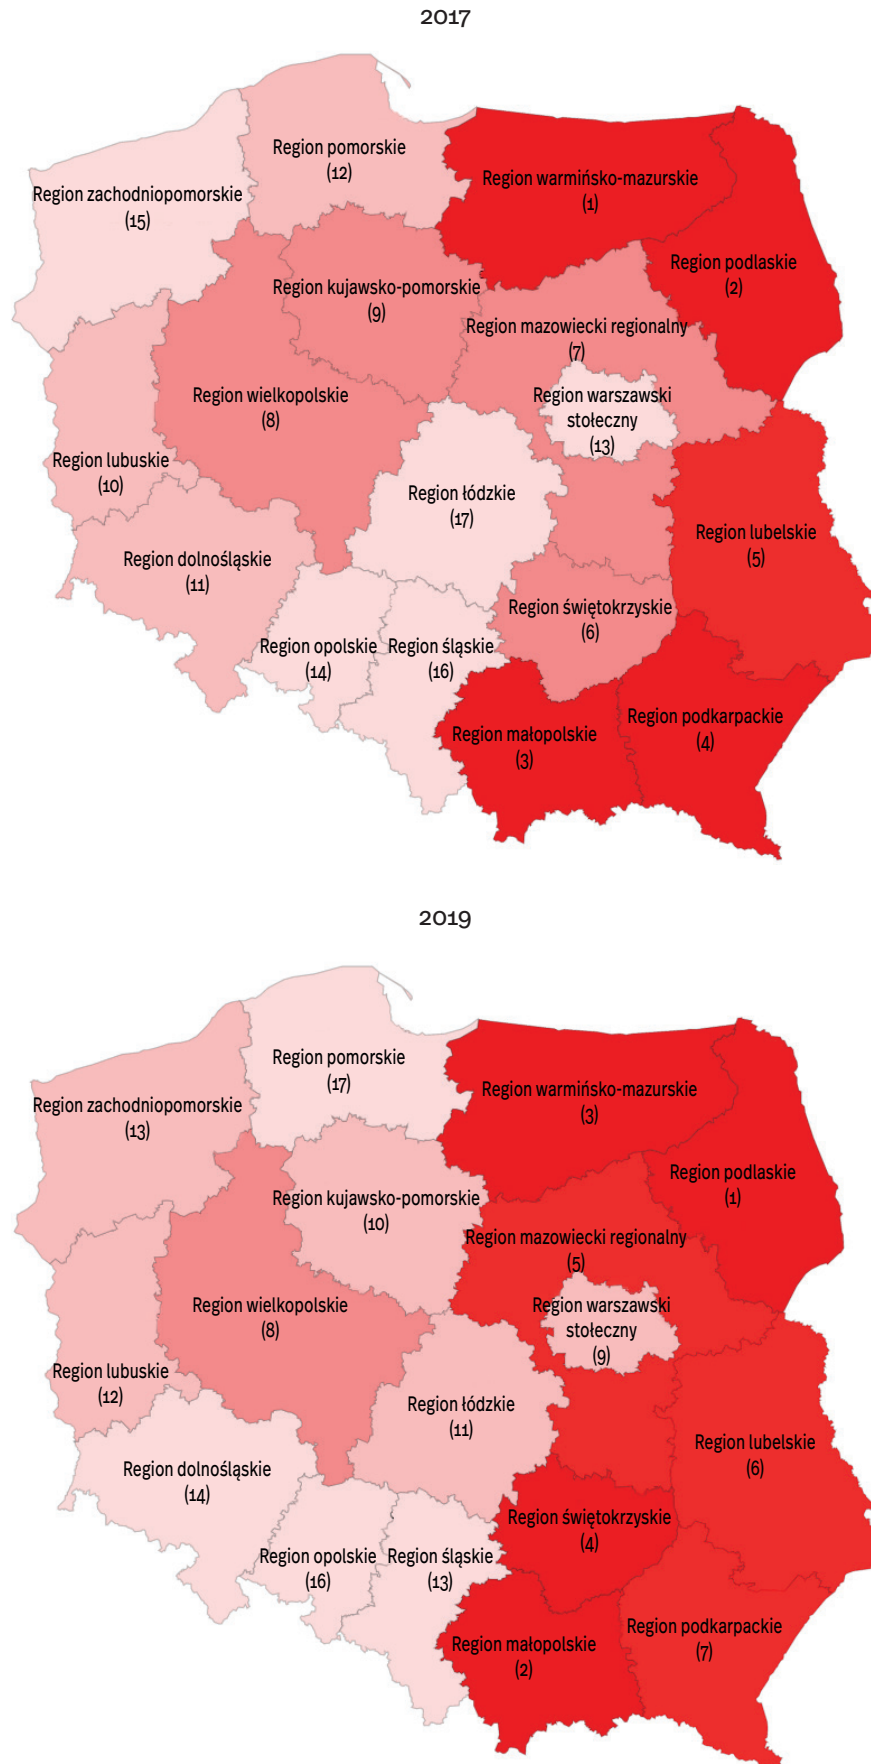 2017
Region pomorskie
(12)
Region zachodniopomorskie
(15)
Region warmińsko-mazurskie
(1)
Region podlaskie
(2)
Region kujawsko-pomorskie
(9)
Region mazowiecki regionalny
(7)
Region wielkopolskie
(8)
Region warszawski
stołeczny
(13)
Region lubuskie
(10)
Region łódzkie
(17)
Region lubelskie
(5)
Region dolnośląskie
(11)
Region świętokrzyskie
(6)
Region opolskie
(14)
Region śląskie
(16)
Region małopolskie
(3)
Region podkarpackie
(4)
2019
Region pomorskie
(17)
Region zachodniopomorskie
(13)
Region warmińsko-mazurskie
(3)
Region podlaskie
(1)
Region kujawsko-pomorskie
(10)
Region mazowiecki regionalny
(5)
Region wielkopolskie
(8)
Region warszawski
stołeczny
(9)
Region lubuskie
(12)
Region łódzkie
(11)
Region lubelskie
(6)
Region dolnośląskie
(14)
Region świętokrzyskie
(4)
Region opolskie
(16)
Region śląskie
(13)
Region małopolskie
(2)
Region podkarpackie
(7)